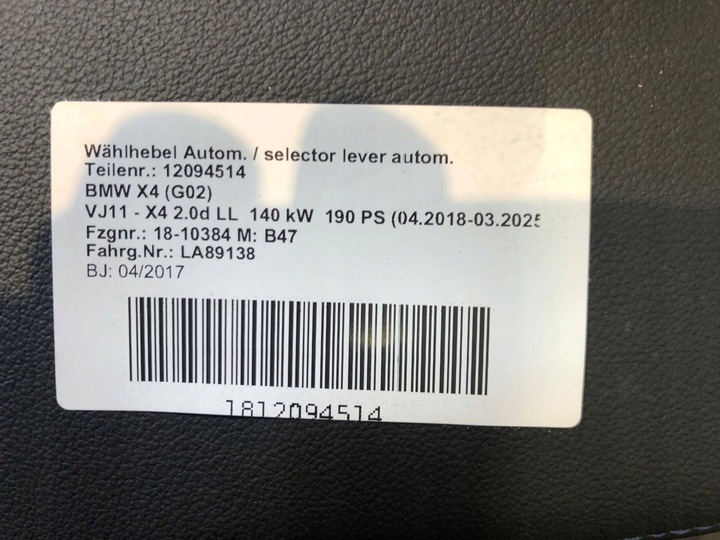 Wählhebel Autom. / selector lever autom.
Teilenr.: 12094514
BMW X4 (G02)
VJ11 - X4 2.0d LL 140 kW 190 PS (04.2018-03.2025
Fzgnr.: 18-10384 M: B47
Fahrg.Nr.: LA89138
BJ: 04/2017
1812094514